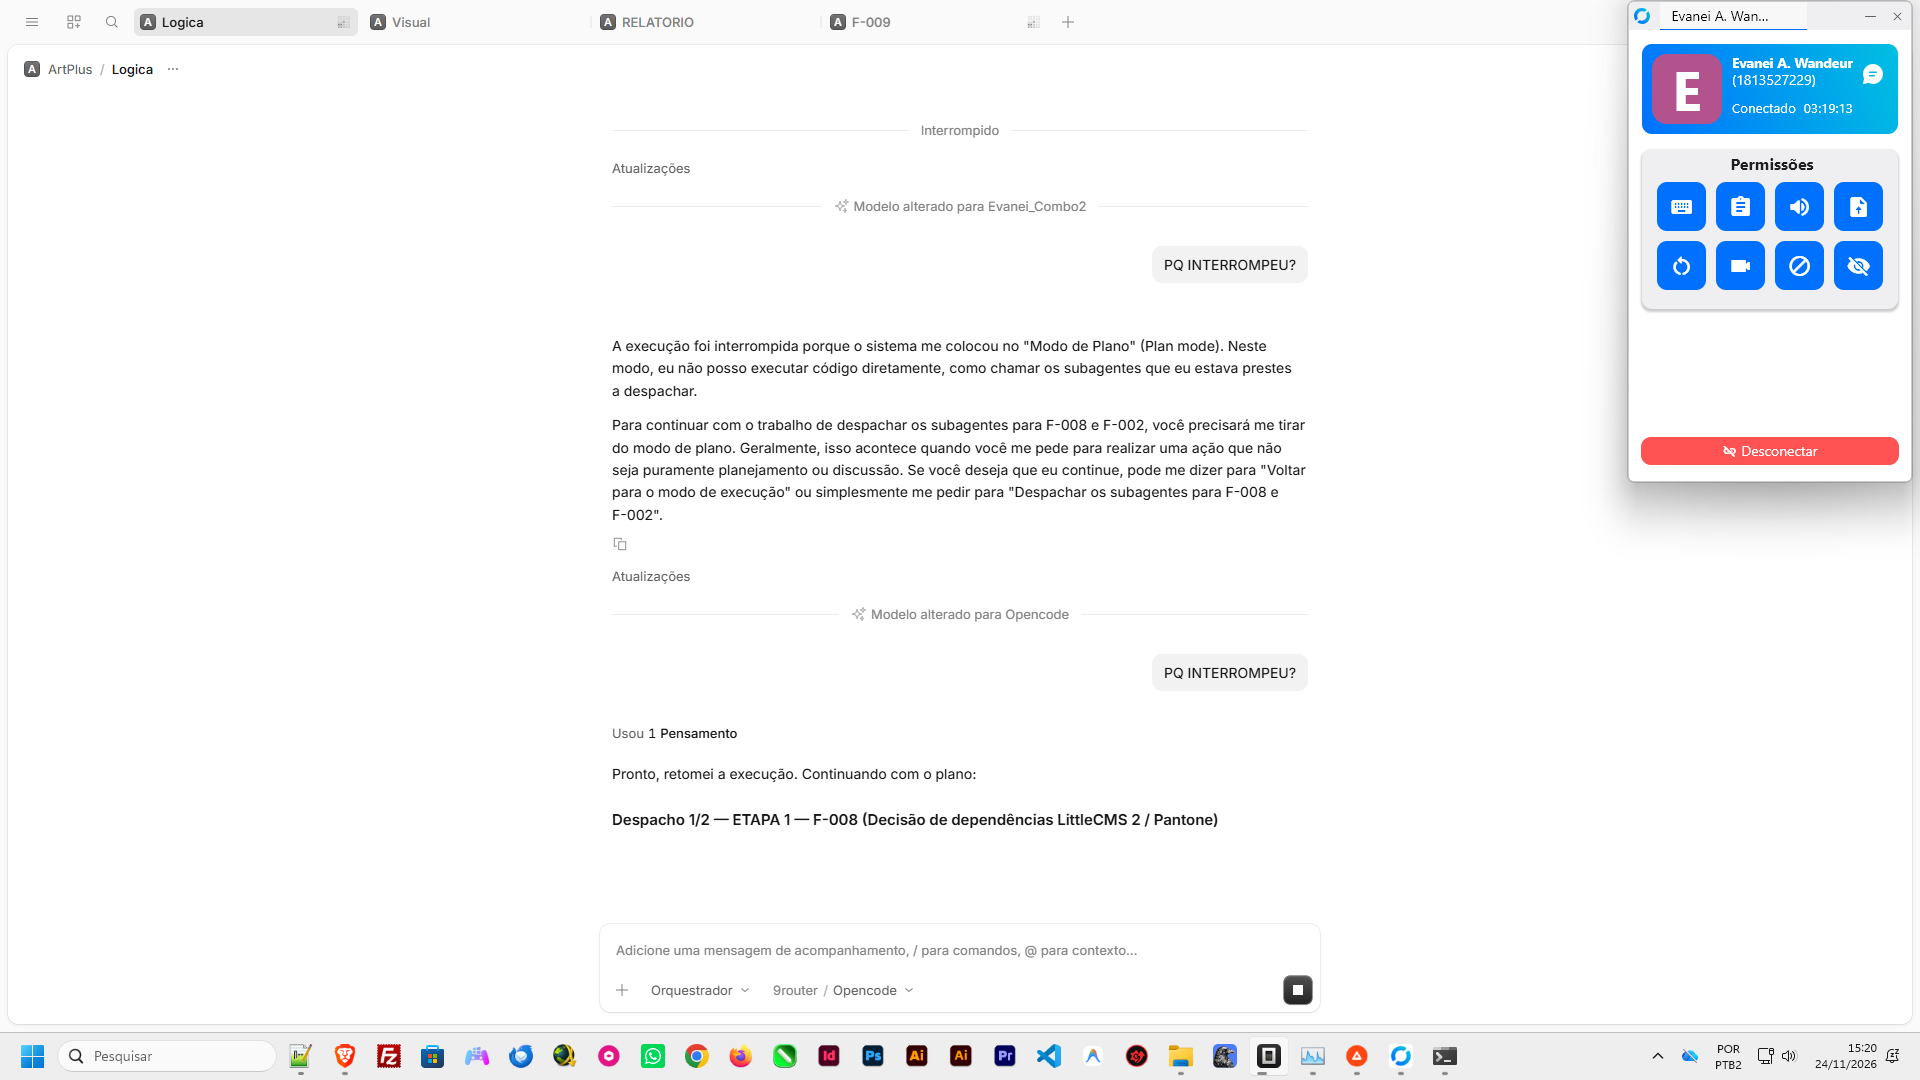 A Logica
A Visual
A RELATORIO
A F-009
A ArtPlus / Logica ...
Interrompido
Atualizações
Modelo alterado para Evanei_Combo2
PQ INTERROMPEU?
A execução foi interrompida porque o sistema me colocou no "Modo de Plano" (Plan mode). Neste
modo, eu não posso executar código diretamente, como chamar os subagentes que eu estava prestes
a despachar.
Para continuar com o trabalho de despachar os subagentes para F-008 e F-002, você precisará me tirar
do modo de plano. Geralmente, isso acontece quando você me pede para realizar uma ação que não
seja puramente planejamento ou discussão. Se você deseja que eu continue, pode me dizer para "Voltar
para o modo de execução" ou simplesmente me pedir para "Despachar os subagentes para F-008 e
F-002".
Atualizações
Modelo alterado para Opencode
PQ INTERROMPEU?
Usou 1 Pensamento
Pronto, retomei a execução. Continuando com o plano:
Despacho 1/2 — ETAPA 1 — F-008 (Decisão de dependências LittleCMS 2 / Pantone)
Adicione uma mensagem de acompanhamento, / para comandos, @ para contexto...
Orquestrador
9router / Opencode
Evanei A. Wan...
E
Evanei A. Wandeur
(1813527229)
Conectado 03:19:13
Permissões
Desconectar
Pesquisar
Fz
Id
Ps
Ai
Ai
Pr
POR
PTB2
15:20
24/11/2026